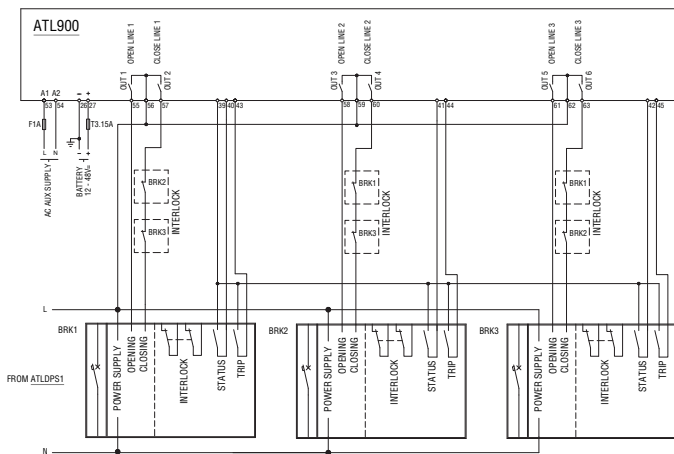 ATL900
OPEN LINE 1
CLOSE LINE 1
OPEN LINE 2
CLOSE LINE 2
OPEN LINE 3
CLOSE LINE 3
OUT 1
OUT 2
OUT 3
OUT 4
OUT 5
OUT 6
A1 A2 - +
53 54 26 27 55 56 57 39 40 43 58 59 60 41 44 61 62 63 42 45
F1A
T3.15A
L N - +
AC AUX SUPPLY
BATTERY
12 - 48V=
BRK2
BRK3
INTERLOCK
BRK1
BRK3
INTERLOCK
BRK1
BRK2
INTERLOCK
L
BRK1
POWER SUPPLY
OPENING
CLOSING
INTERLOCK
STATUS
TRIP
BRK2
POWER SUPPLY
OPENING
CLOSING
INTERLOCK
STATUS
TRIP
BRK3
POWER SUPPLY
OPENING
CLOSING
INTERLOCK
STATUS
TRIP
FROM ATLDPS1
N